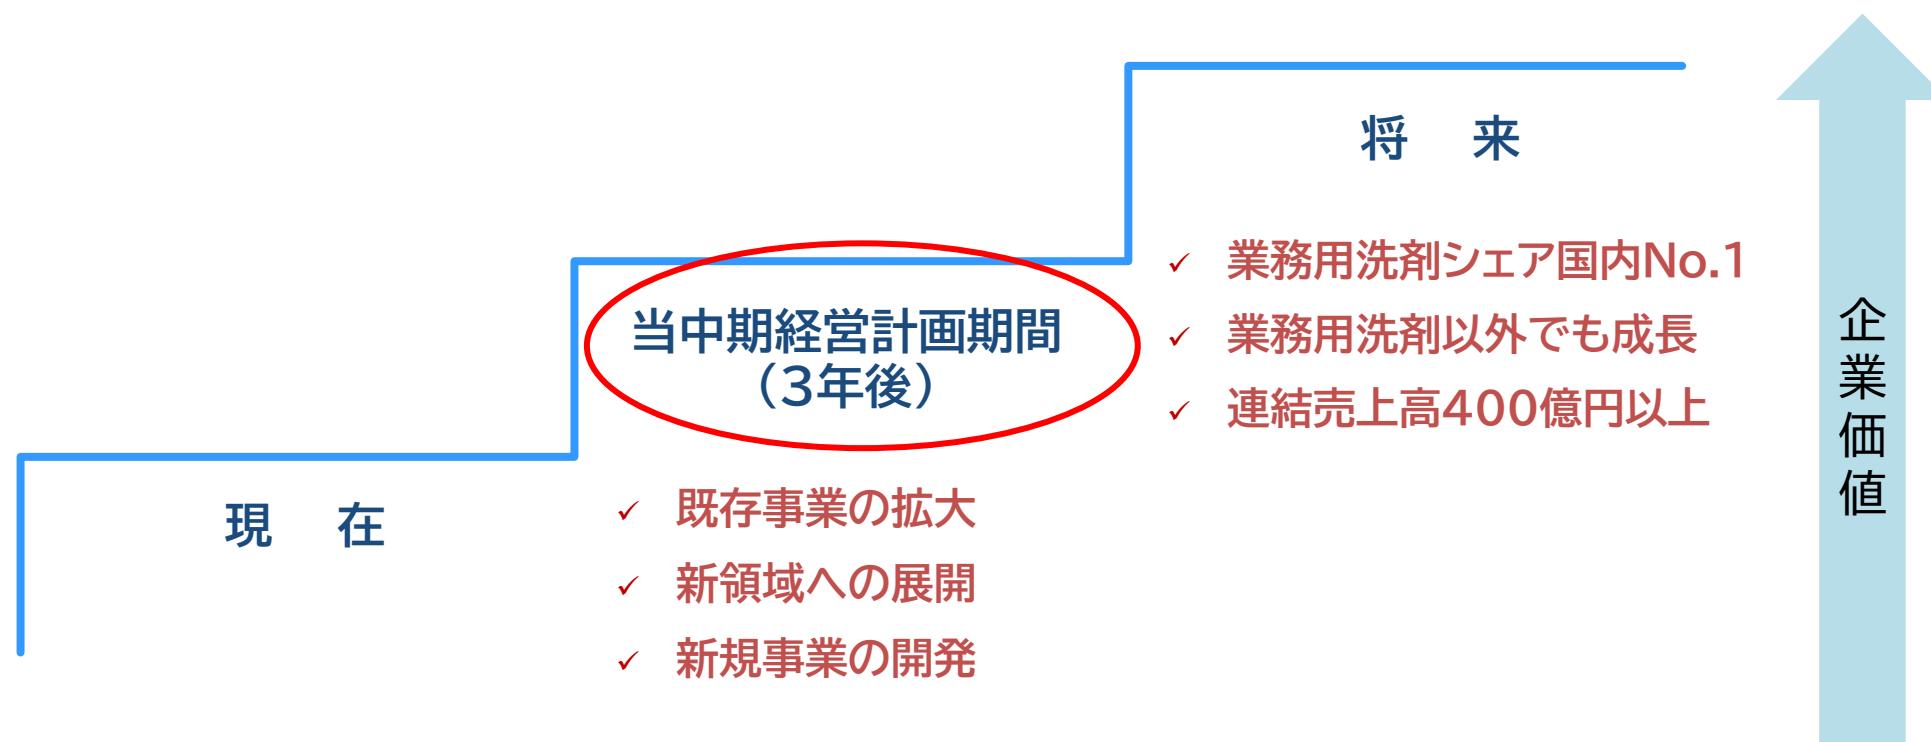 現　在
当中期経営計画期間
（3年後）
✓ 既存事業の拡大
✓ 新領域への展開
✓ 新規事業の開発
将　来
✓ 業務用洗剤シェア国内No.1
✓ 業務用洗剤以外でも成長
✓ 連結売上高400億円以上
企業価値